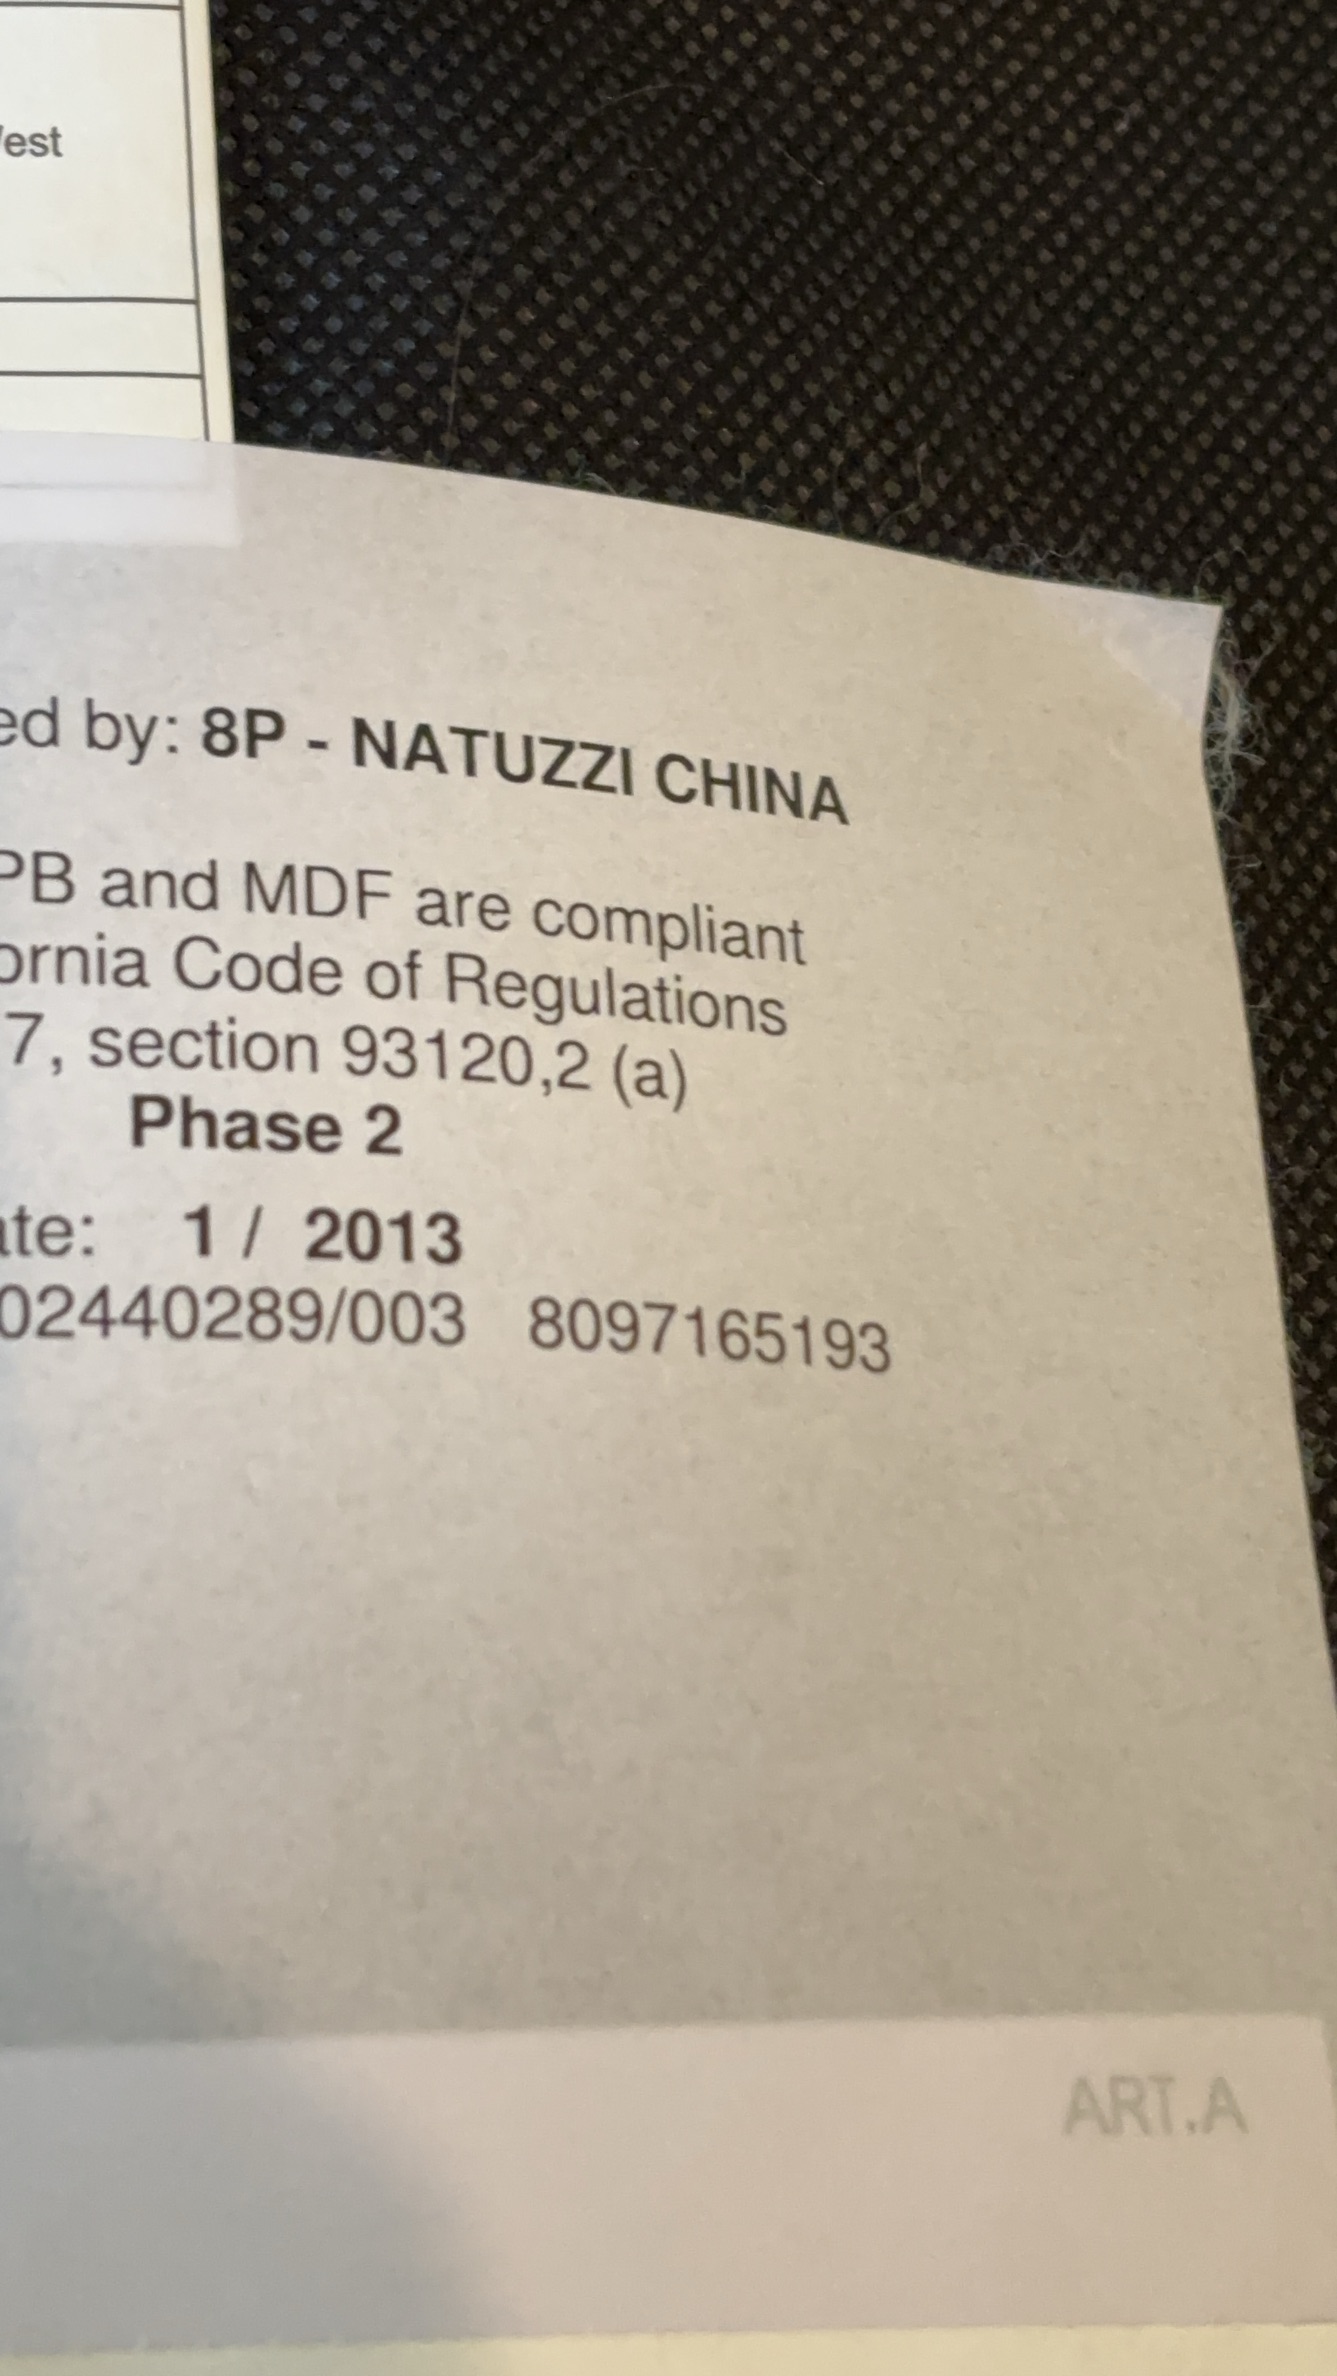 est
ed by: 8P - NATUZZI CHINA
PB and MDF are compliant
ornia Code of Regulations
7, section 93120,2 (a)
Phase 2
ate: 1 / 2013
02440289/003 8097165193
ART.A